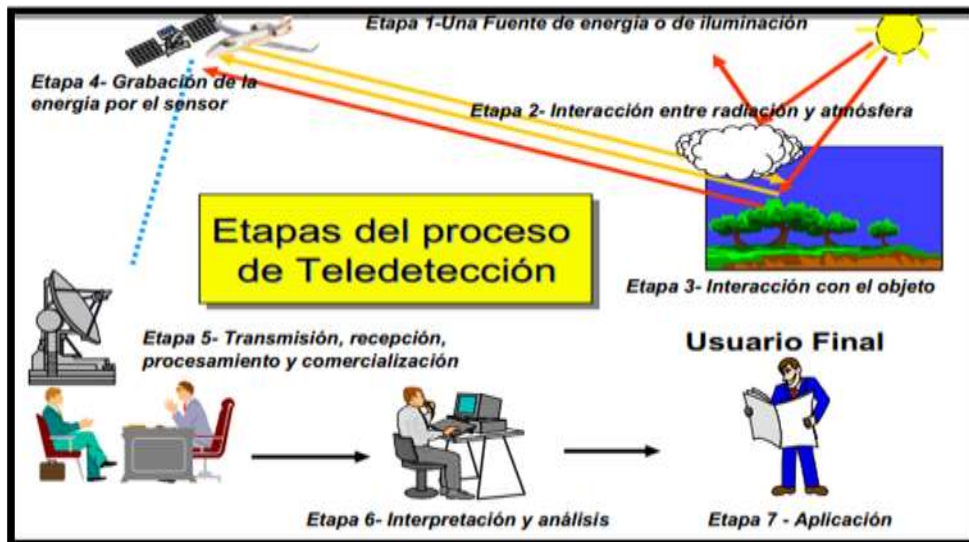 Etapa 1-Una Fuente de energía o de iluminación
Etapa 4- Grabación de la
energia por el sensor
Etapa 2- Interacción entre radiación y atmósfera
Etapas del proceso
de Teledetección
Etapa 3- Interacción con el objeto
Etapa 5- Transmisión, recepción,
procesamiento y comercialización
Usuario Final
Etapa 6- Interpretación y análisis
Etapa 7 - Aplicación